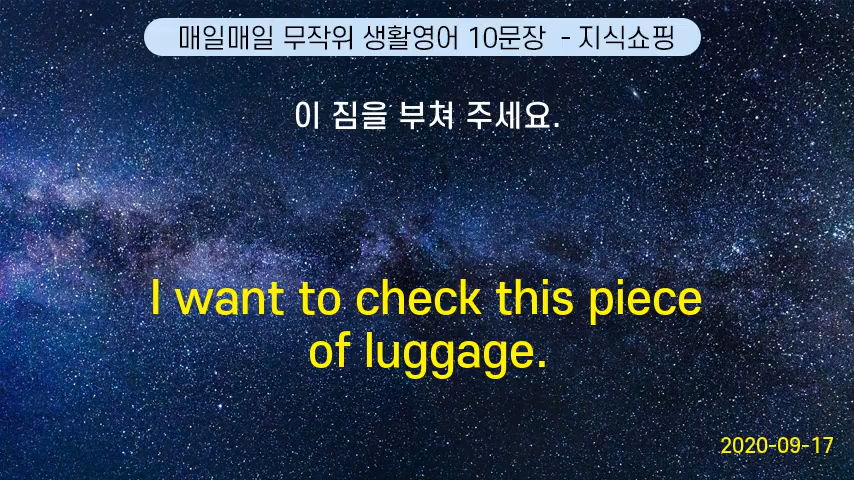 매일매일 무작위 생활영어 10문장 - 지식쇼핑
이 짐을 부쳐 주세요.
I want to check this piece
of luggage.
2020-09-17